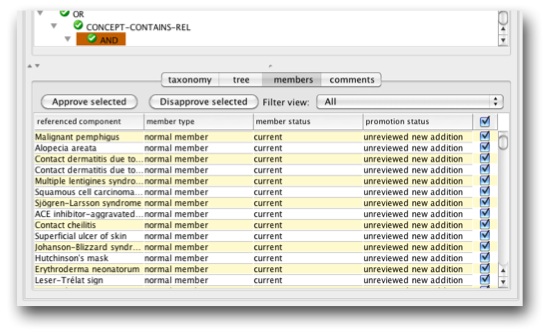 OR
CONCEPT-CONTAINS-REL
AND
taxonomy tree members comments
Approve selected Disapprove selected Filter view: All
referenced component member type member status promotion status
Malignant pemphigus normal member current unreviewed new addition
Alopecia areata normal member current unreviewed new addition
Contact dermatitis due to... normal member current unreviewed new addition
Contact dermatitis due to... normal member current unreviewed new addition
Multiple lentigines syndro... normal member current unreviewed new addition
Squamous cell carcinoma... normal member current unreviewed new addition
Sjögren-Larsson syndrome normal member current unreviewed new addition
ACE inhibitor-aggravated... normal member current unreviewed new addition
Contact cheilitis normal member current unreviewed new addition
Superficial ulcer of skin normal member current unreviewed new addition
Johanson-Blizzard syndr... normal member current unreviewed new addition
Hutchinson's mask normal member current unreviewed new addition
Erythroderma neonatorum normal member current unreviewed new addition
Leser-Trélat sign normal member current unreviewed new addition